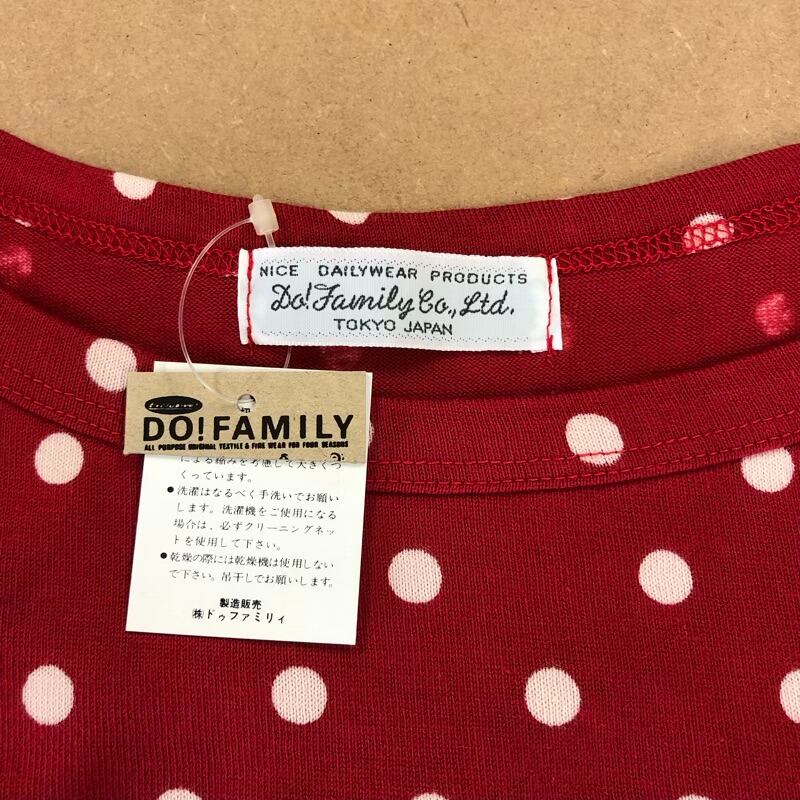 NICE DAILYWEAR PRODUCTS
Do! Family Co., Ltd.
TOKYO JAPAN
DO!FAMILY
ALL PURPOSE ORIGINAL TEXTILE & FINE WEAR FOR FOUR SEASONS
による縮みを考慮して大きくつ
くっています。
●洗濯はなるべく手洗いでお願い
します。洗濯機をご使用になる
場合は、必ずクリーニングネッ
トを使用して下さい。
●乾燥の際には乾燥機は使用しない
で下さい。吊干しでお願いします。
製造販売
㈱ドゥファミリィ